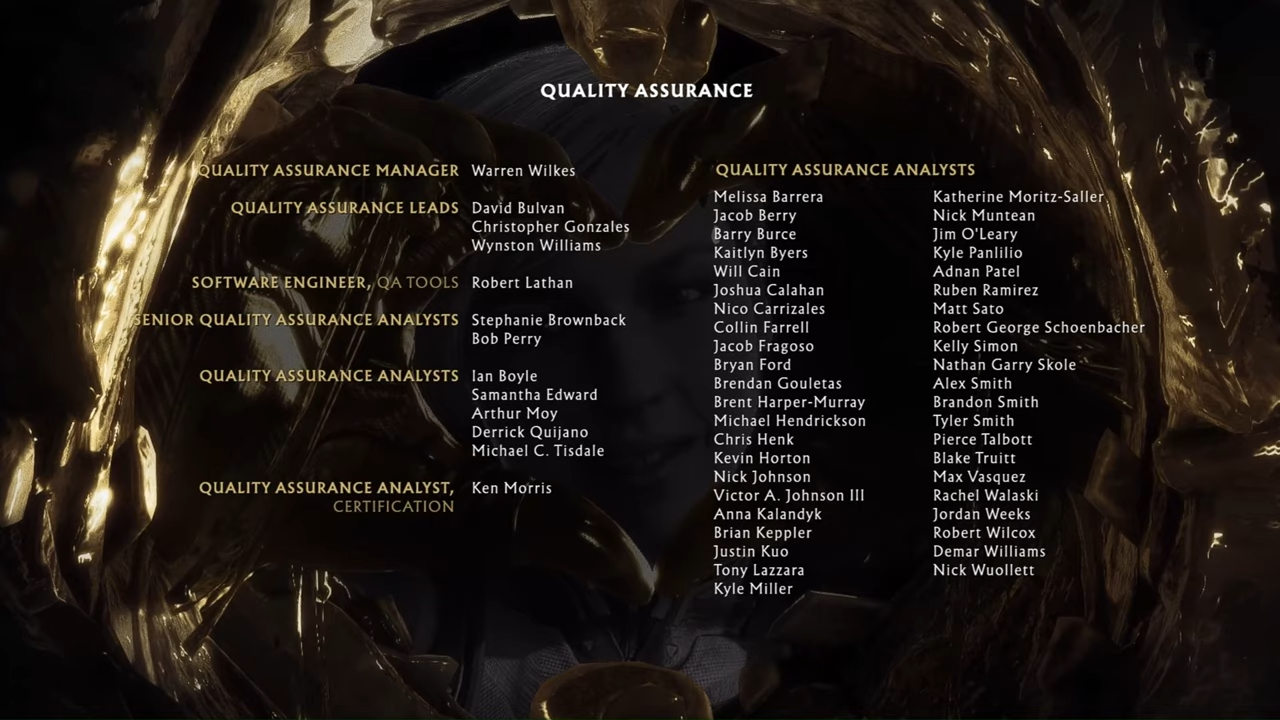 QUALITY ASSURANCE
QUALITY ASSURANCE MANAGER Warren Wilkes
QUALITY ASSURANCE LEADS David Bulvan
Christopher Gonzales
Wynston Williams
SOFTWARE ENGINEER, QA TOOLS Robert Lathan
SENIOR QUALITY ASSURANCE ANALYSTS Stephanie Brownback
Bob Perry
QUALITY ASSURANCE ANALYSTS Ian Boyle
Samantha Edward
Arthur Moy
Derrick Quijano
Michael C. Tisdale
QUALITY ASSURANCE ANALYST, Ken Morris
CERTIFICATION
QUALITY ASSURANCE ANALYSTS
Melissa Barrera
Jacob Berry
Barry Burce
Kaitlyn Byers
Will Cain
Joshua Calahan
Nico Carrizales
Collin Farrell
Jacob Fragoso
Bryan Ford
Brendan Gouletas
Brent Harper-Murray
Michael Hendrickson
Chris Henk
Kevin Horton
Nick Johnson
Victor A. Johnson III
Anna Kalandyk
Brian Keppler
Justin Kuo
Tony Lazzara
Kyle Miller
Katherine Moritz-Saller
Nick Muntean
Jim O'Leary
Kyle Panlilio
Adnan Patel
Ruben Ramirez
Matt Sato
Robert George Schoenbacher
Kelly Simon
Nathan Garry Skole
Alex Smith
Brandon Smith
Tyler Smith
Pierce Talbott
Blake Truitt
Max Vasquez
Rachel Walaski
Jordan Weeks
Robert Wilcox
Demar Williams
Nick Wuollett